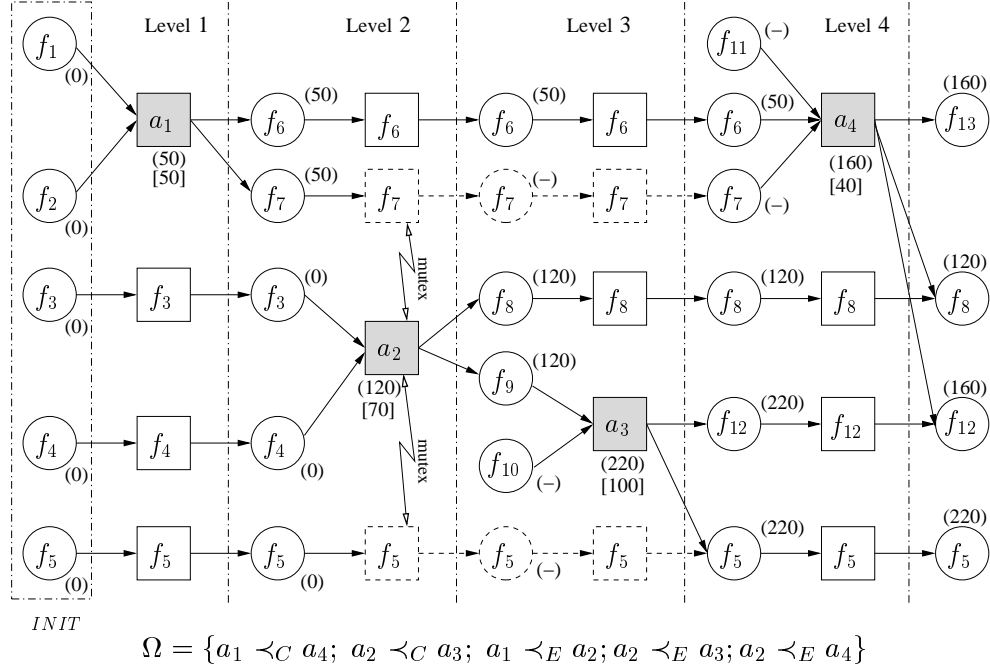 Level 1 Level 2 Level 3 Level 4
f1 (0) f11 (–)
a1 (50) [50] f6 (50) f6 f6 (50) f6 f6 (50) a4 (160) [40] f13 (160)
f2 (0) f7 (50) f7 f7 (–) f7 f7 (–)
mutex
f3 (0) f3 f3 (0) f8 (120) f8 f8 (120) f8 f8 (120)
a2 (120) [70]
f9 (120)
f4 (0) f4 f4 (0) a3 (220) [100] f12 (220) f12 f12 (160)
mutex
f10 (–)
f5 (0) f5 f5 (0) f5 f5 (–) f5 f5 (220) f5 f5 (220)
INIT
Ω = {a1 ≺C a4; a2 ≺C a3; a1 ≺E a2; a2 ≺E a3; a2 ≺E a4}